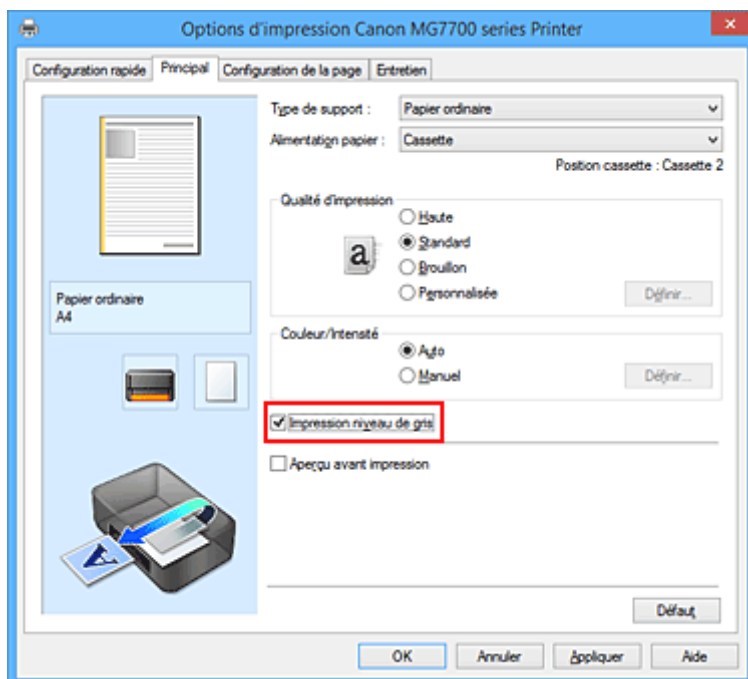 Options d'impression Canon MG7700 series Printer
Configuration rapide Principal Configuration de la page Entretien
Type de support : Papier ordinaire
Alimentation papier : Cassette
Position cassette : Cassette 2
Qualité d'impression
Haute
a
Standard
Brouillon
Personnalisée Définir...
Papier ordinaire
A4
Couleur/Intensité
Auto
Manuel Définir...
Impression niveau de gris
Aperçu avant impression
A
Défaut
OK Annuler Appliquer Aide